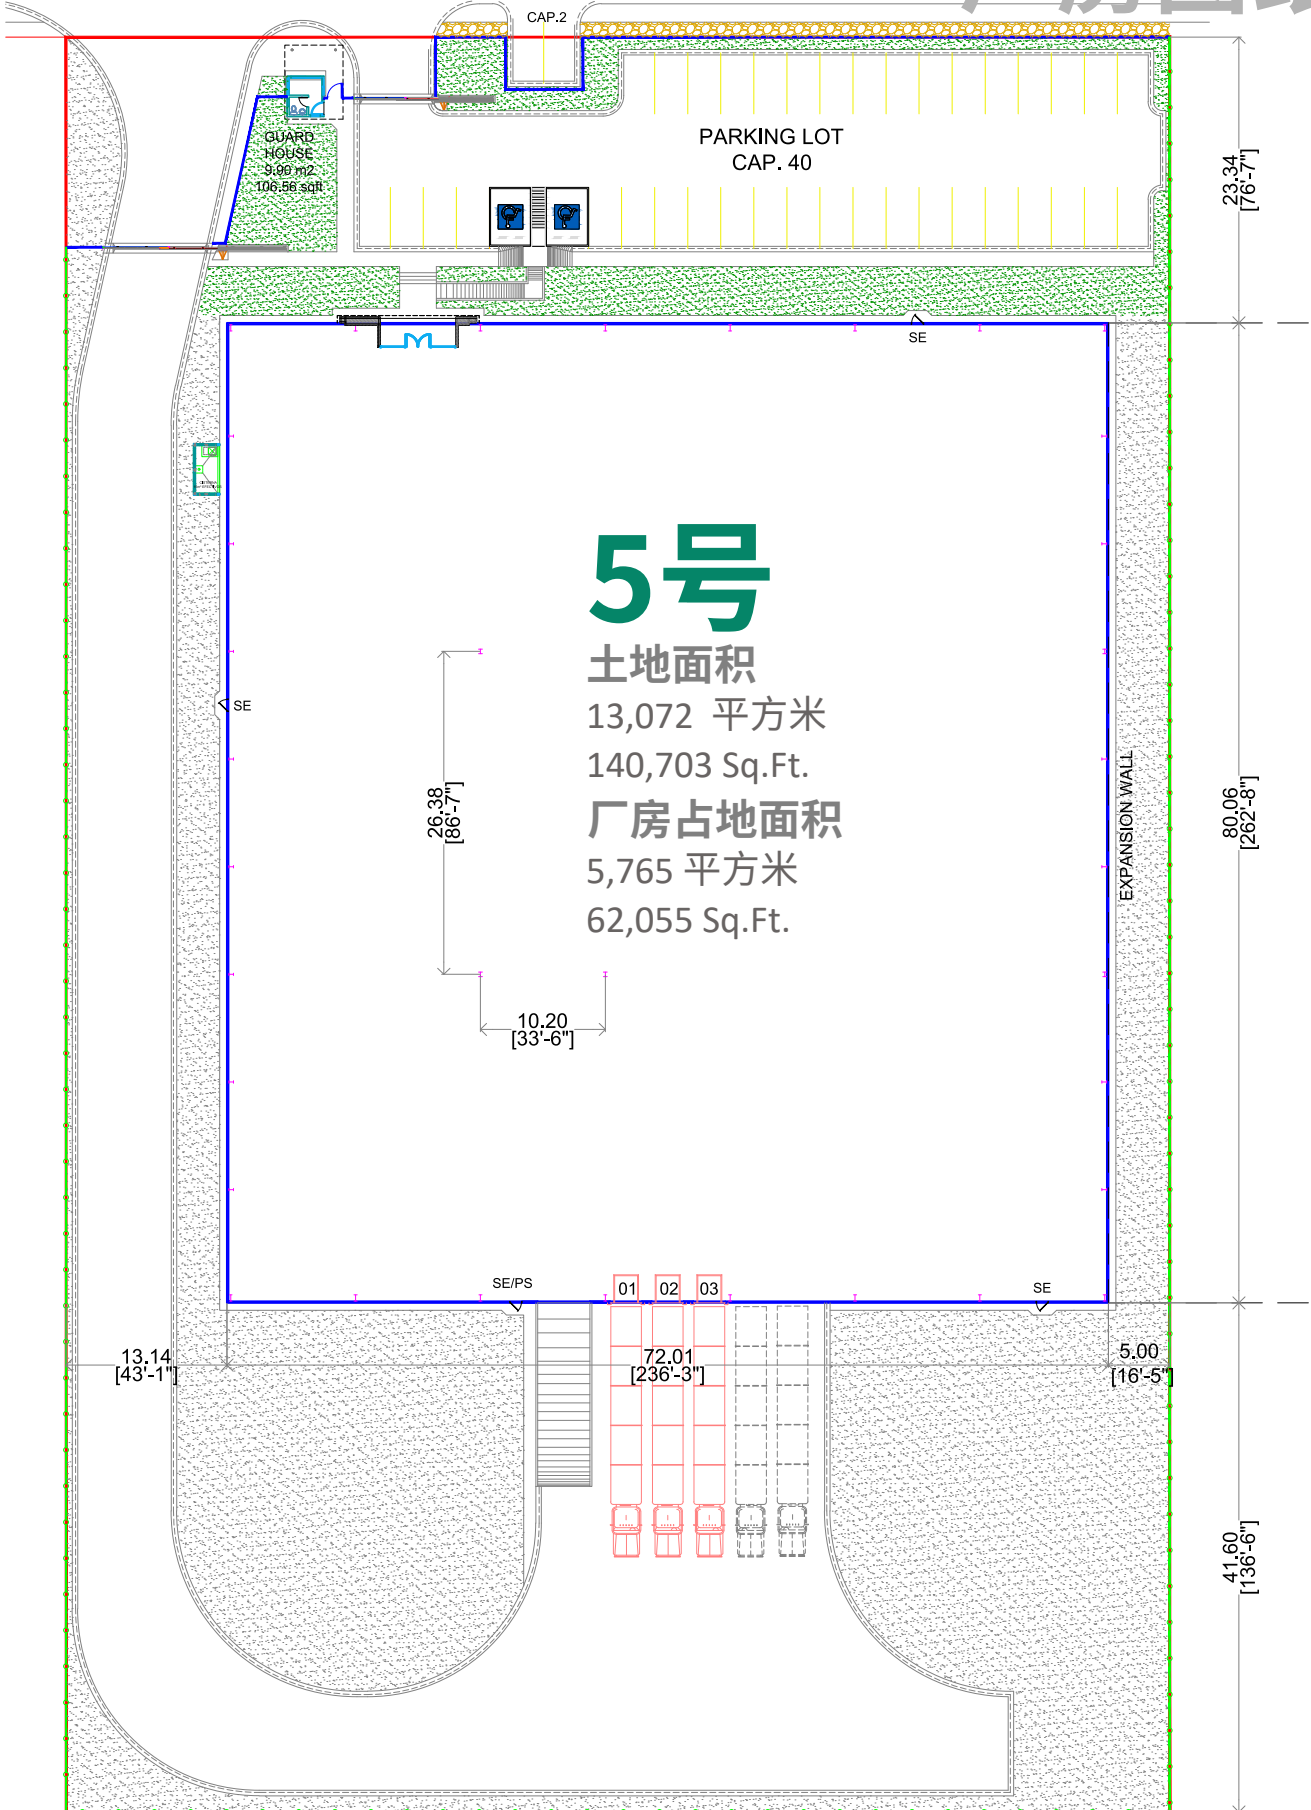 CAP.2
PARKING LOT
CAP. 40
GUARD
HOUSE
9.90 m2
106.56 sqft
23.34
[76'-7"]
SE
5号
土地面积
13,072 平方米
140,703 Sq.Ft.
厂房占地面积
5,765 平方米
62,055 Sq.Ft.
SE
26.38
[86'-7"]
EXPANSION WALL
80.06
[262'-8"]
10.20
[33'-6"]
SE/PS
01
02
03
SE
13.14
[43'-1"]
72.01
[236'-3"]
5.00
[16'-5"]
41.60
[136'-6"]